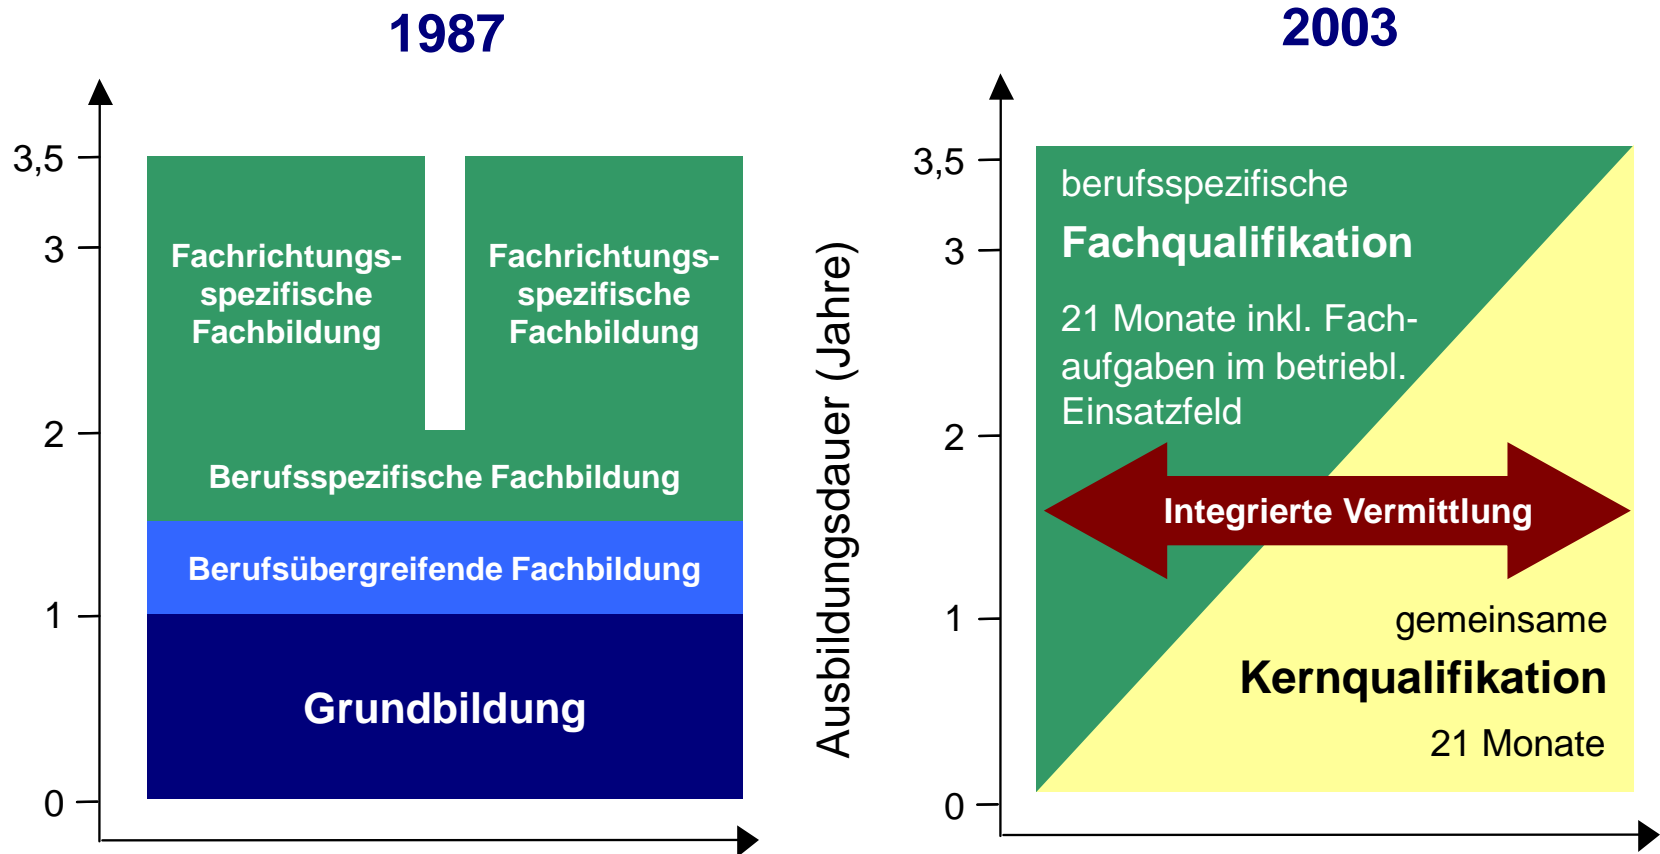 1987
3,5
3
2
1
0
Fachrichtungs-
spezifische
Fachbildung
Fachrichtungs-
spezifische
Fachbildung
Berufsspezifische Fachbildung
Berufsübergreifende Fachbildung
Grundbildung
Ausbildungsdauer (Jahre)
2003
3,5
3
2
1
0
berufsspezifische
Fachqualifikation
21 Monate inkl. Fach-
aufgaben im betriebl.
Einsatzfeld
Integrierte Vermittlung
gemeinsame
Kernqualifikation
21 Monate